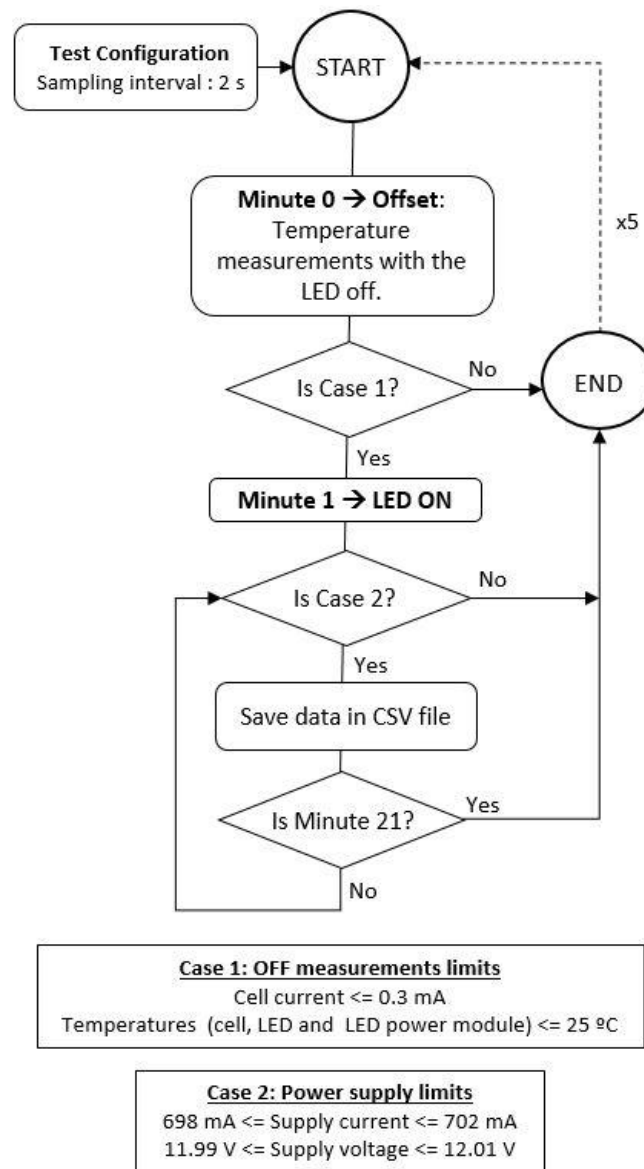 Test Configuration
Sampling interval : 2 s
START
Minute 0 → Offset:
Temperature
measurements with the
LED off.
x5
Is Case 1?
No
END
Yes
Minute 1 → LED ON
Is Case 2?
No
Yes
Save data in CSV file
Is Minute 21?
Yes
No
Case 1: OFF measurements limits
Cell current <= 0.3 mA
Temperatures (cell, LED and LED power module) <= 25 ºC
Case 2: Power supply limits
698 mA <= Supply current <= 702 mA
11.99 V <= Supply voltage <= 12.01 V